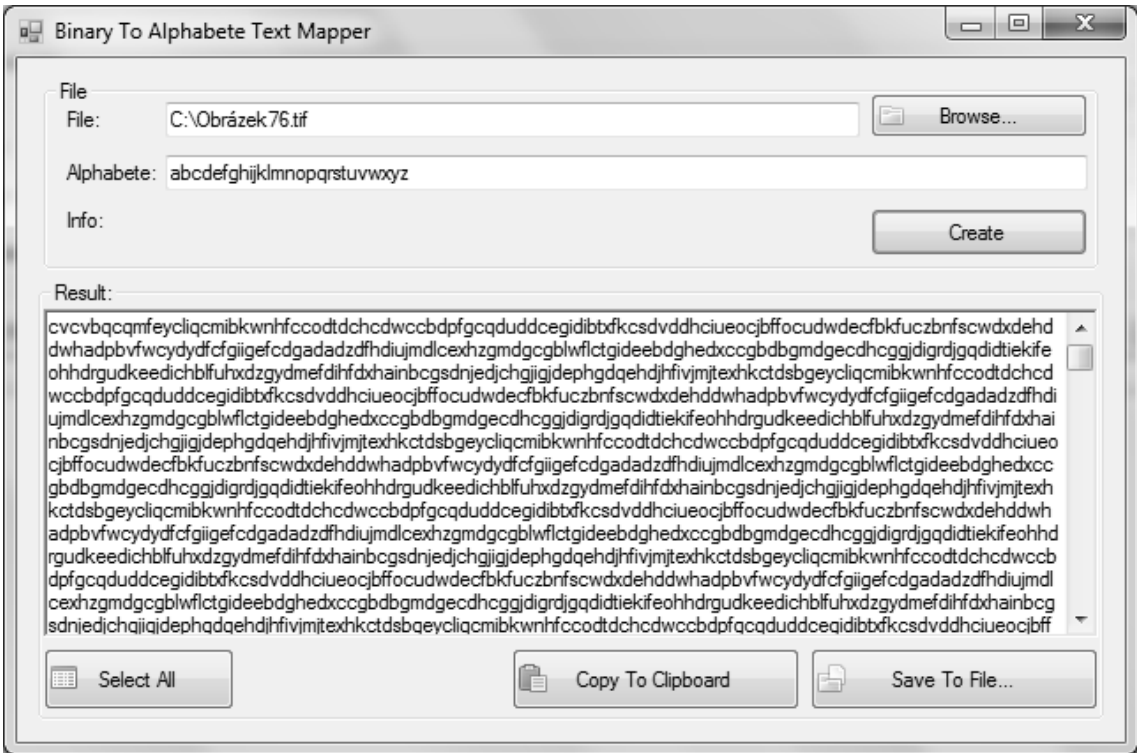 Binary To Alphabete Text Mapper
File
File: C:\Obrázek76.tif Browse...
Alphabete: abcdefghijklmnopqrstuvwxyz
Info: Create
Result:
cvcvbqcqmfeycliqcmibkwnhfccodtdchcdwccbdpfgcqduddcegidibtxfkcsdvddhciueocjbffocudwdecfbkfuczbnfscwdxdehd
dwhadpbvfwcydydfcfgiigefcdgadadzdfhdiujmdlcexhzgmdgcgblwflctgideebdghedxccgbdbgmdgecdhcggjdigrdjgqdidtiekife
ohhdrgudkeedichblfuhxdzgydmefdihfdxhainbcgsdnjedjchgjigjdephgdqehdjhfivjmjtexhkctdsbgeycliqcmibkwnhfccodtdchcd
wccbdpfgcqduddcegidibtxfkcsdvddhciueocjbffocudwdecfbkfuczbnfscwdxdehddwhadpbvfwcydydfcfgiigefcdgadadzdfhdi
ujmdlcexhzgmdgcgblwflctgideebdghedxccgbdbgmdgecdhcggjdigrdjgqdidtiekifeohhdrgudkeedichblfuhxdzgydmefdihfdxhai
nbcgsdnjedjchgjigjdephgdqehdjhfivjmjtexhkctdsbgeycliqcmibkwnhfccodtdchcdwccbdpfgcqduddcegidibtxfkcsdvddhciueo
cjbffocudwdecfbkfuczbnfscwdxdehddwhadpbvfwcydydfcfgiigefcdgadadzdfhdiujmdlcexhzgmdgcgblwflctgideebdghedxcc
gbdbgmdgecdhcggjdigrdjgqdidtiekifeohhdrgudkeedichblfuhxdzgydmefdihfdxhainbcgsdnjedjchgjigjdephgdqehdjhfivjmjtexh
kctdsbgeycliqcmibkwnhfccodtdchcdwccbdpfgcqduddcegidibtxfkcsdvddhciueocjbffocudwdecfbkfuczbnfscwdxdehddwh
adpbvfwcydydfcfgiigefcdgadadzdfhdiujmdlcexhzgmdgcgblwflctgideebdghedxccgbdbgmdgecdhcggjdigrdjgqdidtiekifeohhd
rgudkeedichblfuhxdzgydmefdihfdxhainbcgsdnjedjchgjigjdephgdqehdjhfivjmjtexhkctdsbgeycliqcmibkwnhfccodtdchcdwccb
dpfgcqduddcegidibtxfkcsdvddhciueocjbffocudwdecfbkfuczbnfscwdxdehddwhadpbvfwcydydfcfgiigefcdgadadzdfhdiujmdl
cexhzgmdgcgblwflctgideebdghedxccgbdbgmdgecdhcggjdigrdjgqdidtiekifeohhdrgudkeedichblfuhxdzgydmefdihfdxhainbcg
sdnjedjchgjigjdephgdqehdjhfivjmjtexhkctdsbgeycliqcmibkwnhfccodtdchcdwccbdpfgcqduddcegidibtxfkcsdvddhciueocjbff
Select All Copy To Clipboard Save To File...